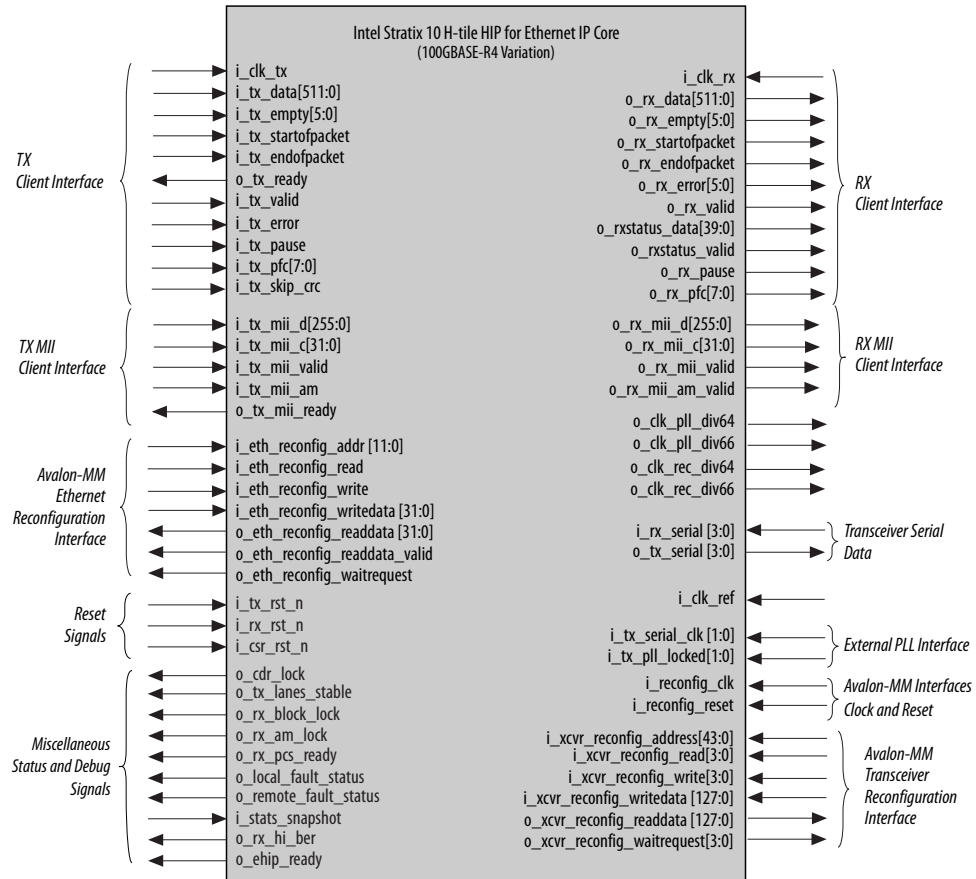 Intel Stratix 10 H-tile HIP for Ethernet IP Core
(100GBASE-R4 Variation)
TX
Client Interface
i_clk_tx
i_tx_data[511:0]
i_tx_empty[5:0]
i_tx_startofpacket
i_tx_endofpacket
o_tx_ready
i_tx_valid
i_tx_error
i_tx_pause
i_tx_pfc[7:0]
i_tx_skip_crc
TX MII
Client Interface
i_tx_mii_d[255:0]
i_tx_mii_c[31:0]
i_tx_mii_valid
i_tx_mii_am
o_tx_mii_ready
Avalon-MM
Ethernet
Reconfiguration
Interface
i_eth_reconfig_addr [11:0]
i_eth_reconfig_read
i_eth_reconfig_write
i_eth_reconfig_writedata [31:0]
o_eth_reconfig_readdata [31:0]
o_eth_reconfig_readdata_valid
o_eth_reconfig_waitrequest
Reset
Signals
i_tx_rst_n
i_rx_rst_n
i_csr_rst_n
Miscellaneous
Status and Debug
Signals
o_cdr_lock
o_tx_lanes_stable
o_rx_block_lock
o_rx_am_lock
o_rx_pcs_ready
o_local_fault_status
o_remote_fault_status
i_stats_snapshot
o_rx_hi_ber
o_ehip_ready
i_clk_rx
o_rx_data[511:0]
o_rx_empty[5:0]
o_rx_startofpacket
o_rx_endofpacket
o_rx_error[5:0]
o_rx_valid
o_rxstatus_data[39:0]
o_rxstatus_valid
o_rx_pause
o_rx_pfc[7:0]
RX
Client Interface
o_rx_mii_d[255:0]
o_rx_mii_c[31:0]
o_rx_mii_valid
o_rx_mii_am_valid
RX MII
Client Interface
o_clk_pll_div64
o_clk_pll_div66
o_clk_rec_div64
o_clk_rec_div66
i_rx_serial [3:0]
o_tx_serial [3:0]
Transceiver Serial
Data
i_clk_ref
i_tx_serial_clk [1:0]
i_tx_pll_locked[1:0]
External PLL Interface
i_reconfig_clk
i_reconfig_reset
Avalon-MM Interfaces
Clock and Reset
i_xcvr_reconfig_address[43:0]
i_xcvr_reconfig_read[3:0]
i_xcvr_reconfig_write[3:0]
i_xcvr_reconfig_writedata [127:0]
o_xcvr_reconfig_readdata [127:0]
o_xcvr_reconfig_waitrequest[3:0]
Avalon-MM
Transceiver
Reconfiguration
Interface